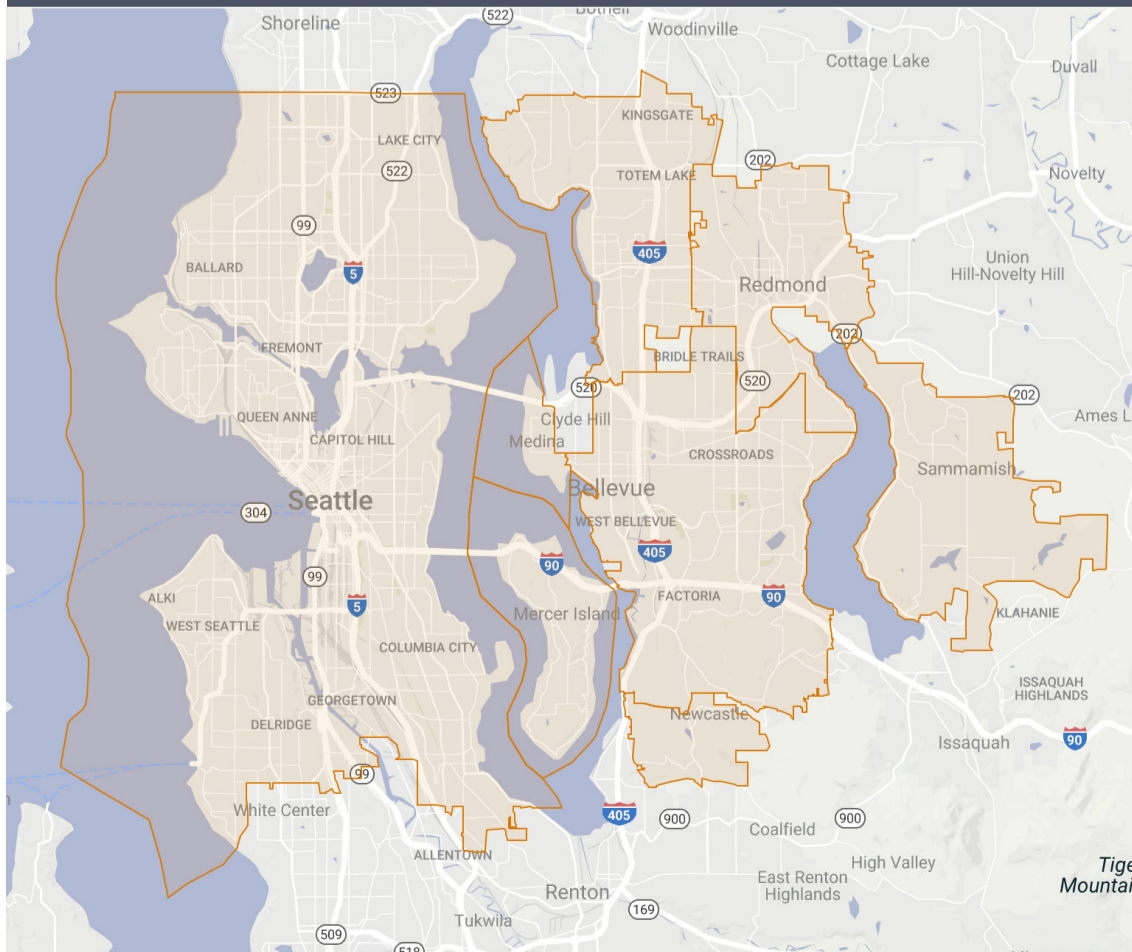 Bothell
522
Shoreline
Woodinville
Cottage Lake
Duvall
523
KINGSGATE
LAKE CITY
202
522
TOTEM LAKE
Novelty
99
405
Union
Hill-Novelty Hill
BALLARD
5
Redmond
202
FREMONT
BRIDLE TRAILS
520
520
202
QUEEN ANNE
Clyde Hill
Ames L
CAPITOL HILL
Medina
CROSSROADS
Sammamish
Seattle
Bellevue
304
WEST BELLEVUE
405
90
99
ALKI
5
FACTORIA
90
Mercer Island
KLAHANIE
WEST SEATTLE
COLUMBIA CITY
ISSAQUAH
HIGHLANDS
GEORGETOWN
Newcastle
DELRIDGE
Issaquah
90
99
White Center
405
900
900
Coalfield
ALLENTOWN
High Valley
Tige
Mountai
East Renton
Highlands
Renton
169
Tukwila
509
518